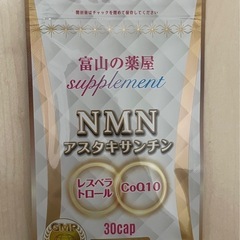 富山の薬屋
supplement
NMN
アスタキサンチン
レスベラ
トロール
CoQ10
30cap
GMP